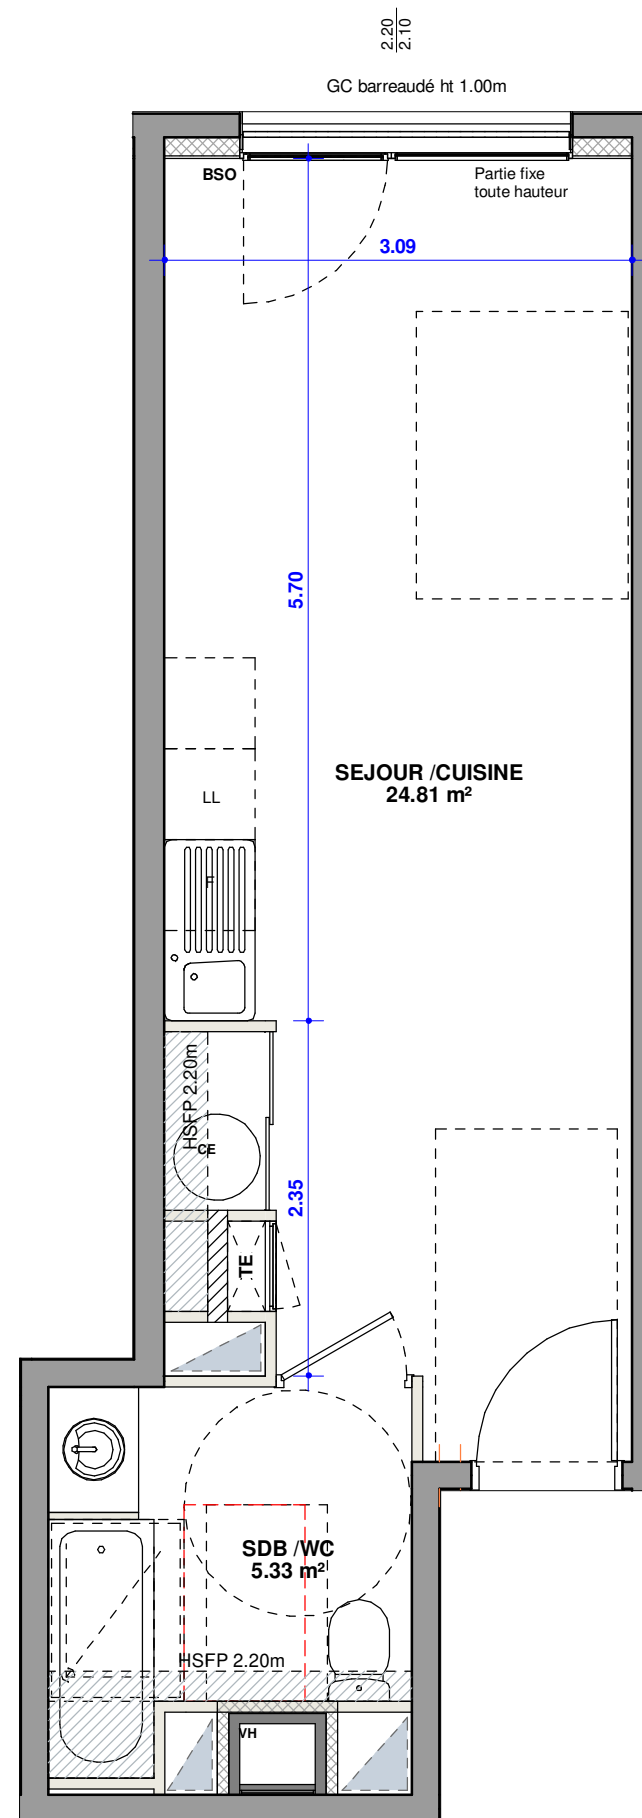 2.20
2.10
GC barreaudé ht 1.00m
BSO
Partie fixe
toute hauteur
3.09
5.70
SEJOUR /CUISINE
24.81 m²
LL
F
HSFP 2.20m
CE
2.35
TE
SDB /WC
5.33 m²
HSFP 2.20m
VH